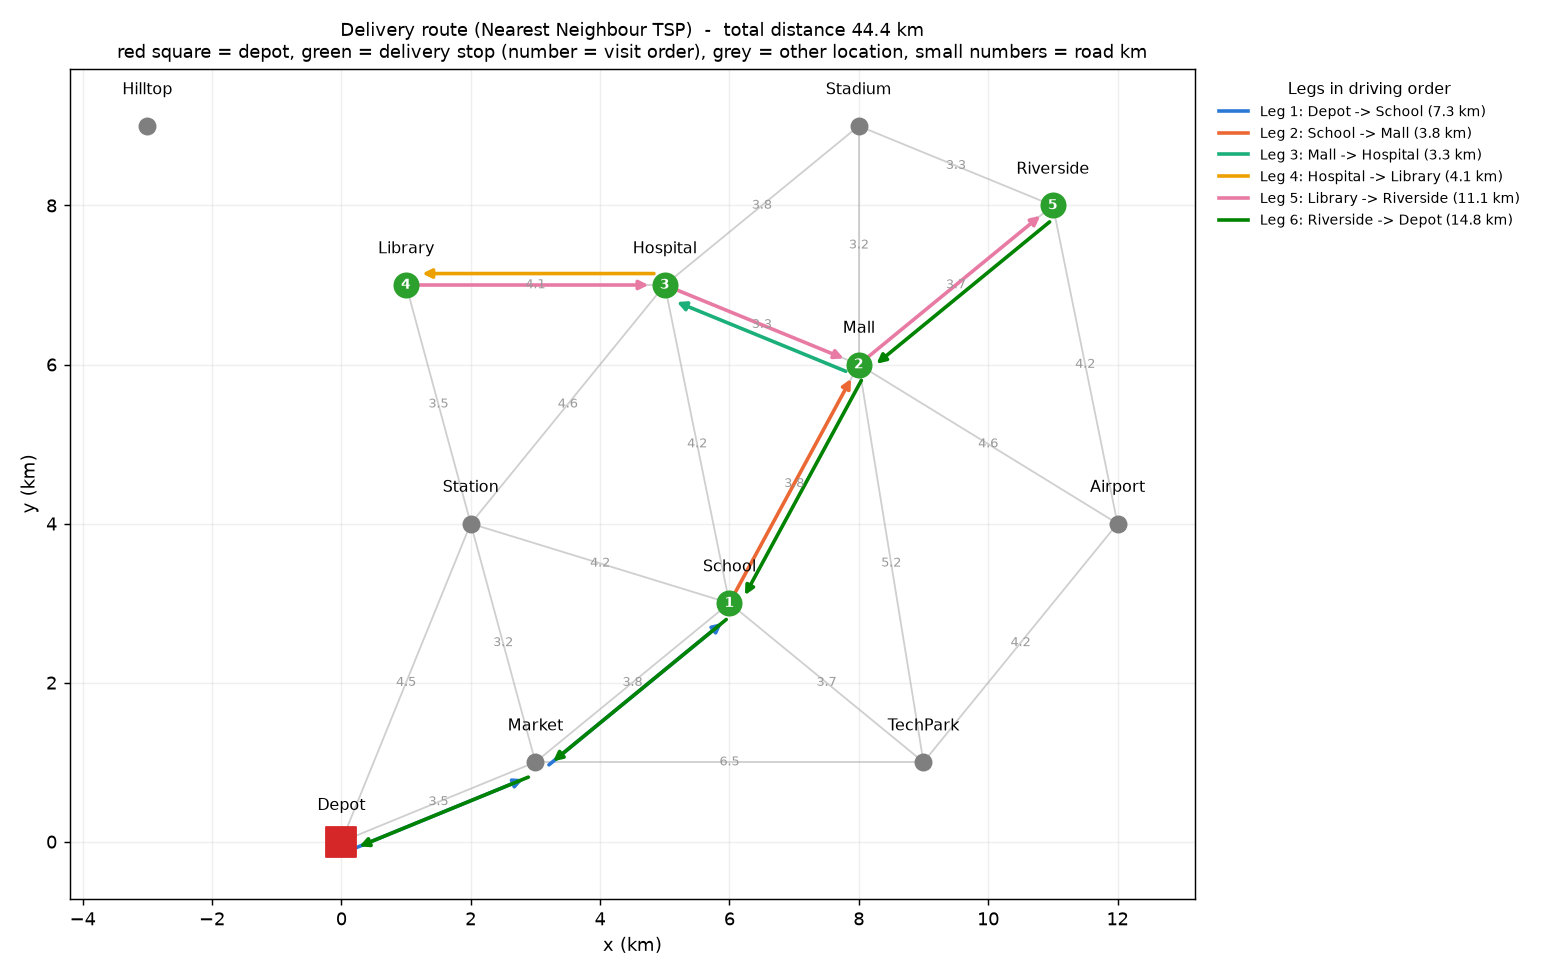 Delivery route (Nearest Neighbour TSP)  -  total distance 44.4 km
red square = depot, green = delivery stop (number = visit order), grey = other location, small numbers = road km
Legs in driving order
Leg 1: Depot -> School (7.3 km)
Leg 2: School -> Mall (3.8 km)
Leg 3: Mall -> Hospital (3.3 km)
Leg 4: Hospital -> Library (4.1 km)
Leg 5: Library -> Riverside (11.1 km)
Leg 6: Riverside -> Depot (14.8 km)
Hilltop
Stadium
3.3
Riverside
3.8
5
8
3.2
Library
Hospital
4
4.1
3
3.7
3.3
Mall
6
2
4.2
3.5
4.6
4.2
4.6
3.8
Station
Airport
4
4.2
School
5.2
1
3.2
4.2
2
4.5
3.8
3.7
Market
TechPark
6.5
3.5
Depot
0
−4
−2
0
2
4
6
8
10
12
x (km)
y (km)